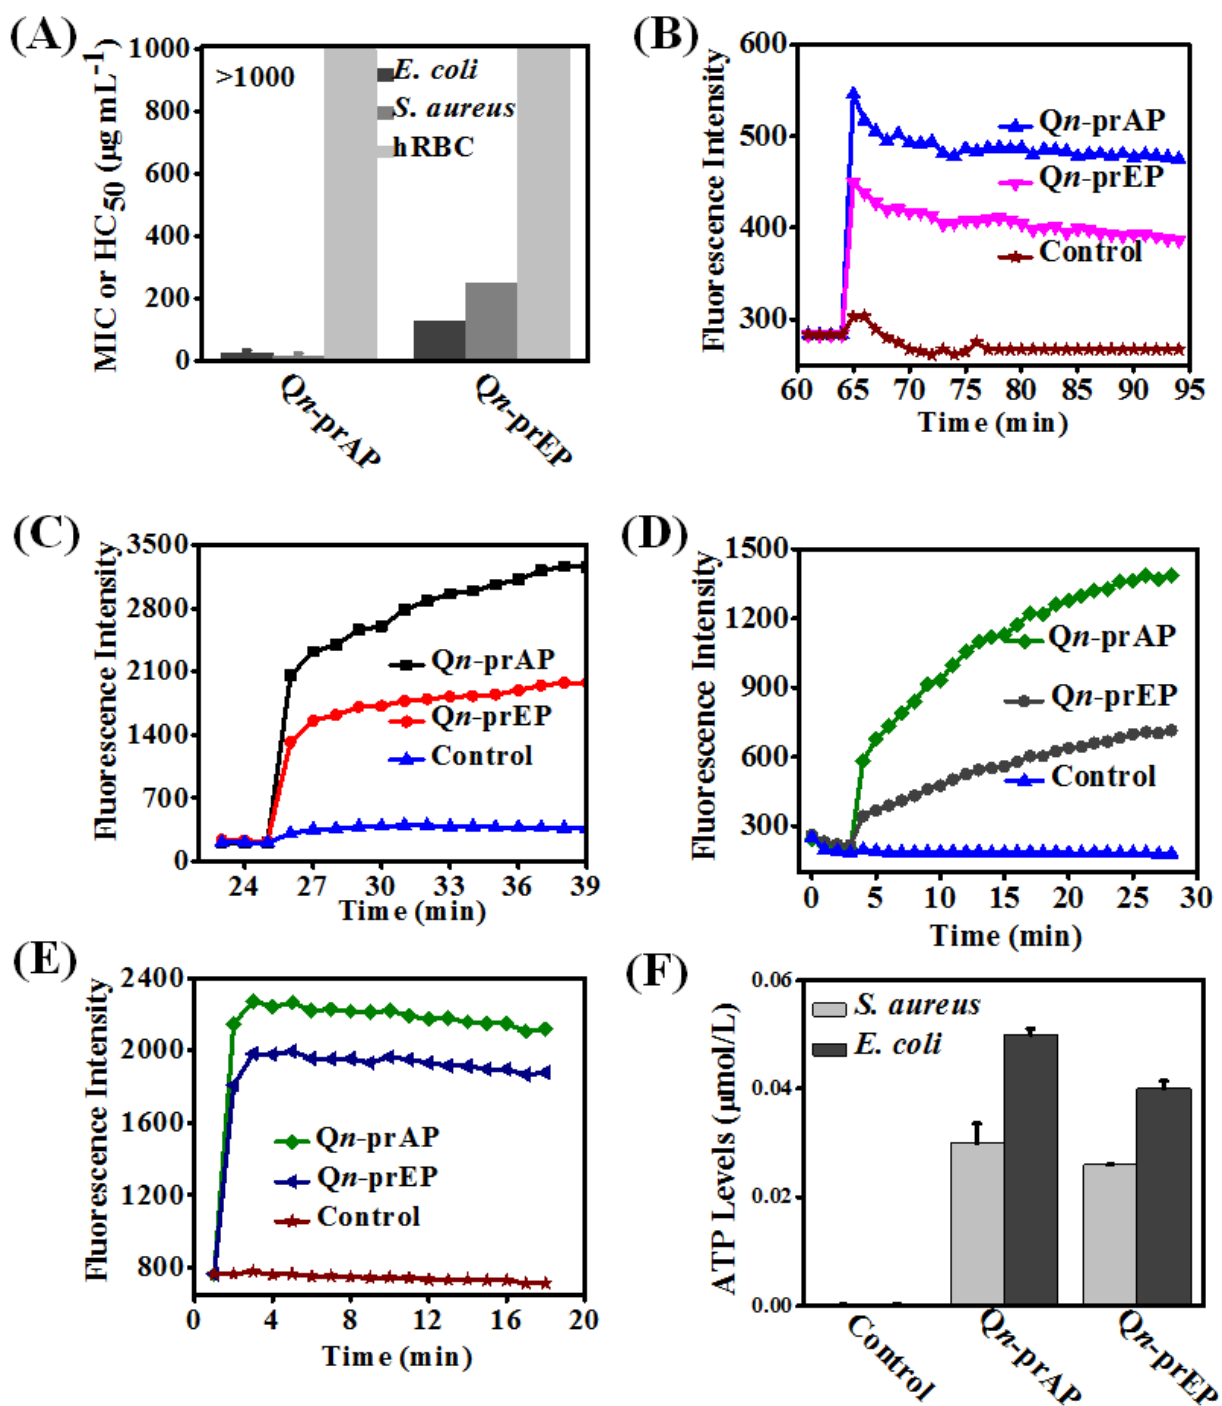 (A)
MIC or HC50 (µg mL-1)
1000
800
600
400
200
0
>1000
E. coli
S. aureus
hRBC
Qn-prAP
Qn-prEP
(B)
Fluorescence Intensity
600
500
400
300
Qn-prAP
Qn-prEP
Control
61 65 70 75 80 85 90 95
Time (min)
(C)
Fluorescence Intensity
3500
2800
2100
1400
700
0
Qn-prAP
Qn-prEP
Control
24 27 30 33 36 39
Time (min)
(D)
Fluorescence Intensity
1500
1200
900
600
300
Qn-prAP
Qn-prEP
Control
0 5 10 15 20 25 30
Time (min)
(E)
Fluorescence Intensity
2400
2000
1600
1200
800
Qn-prAP
Qn-prEP
Control
0 4 8 12 16 20
Time (min)
(F)
ATP Levels (µmol/L)
0.06
0.04
0.02
0.00
S. aureus
E. coli
Control
Qn-prAP
Qn-prEP